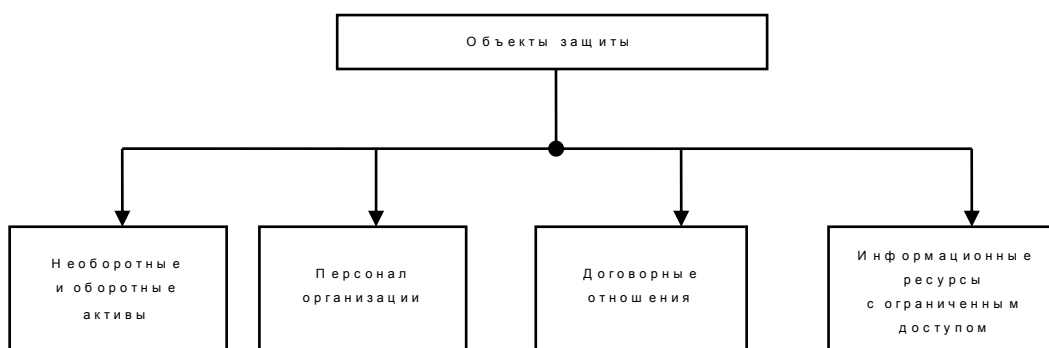 Объекты защиты
Необоротные
и оборотные
активы
Персонал
организации
Договорные
отношения
Информационные
ресурсы
с ограниченным
доступом